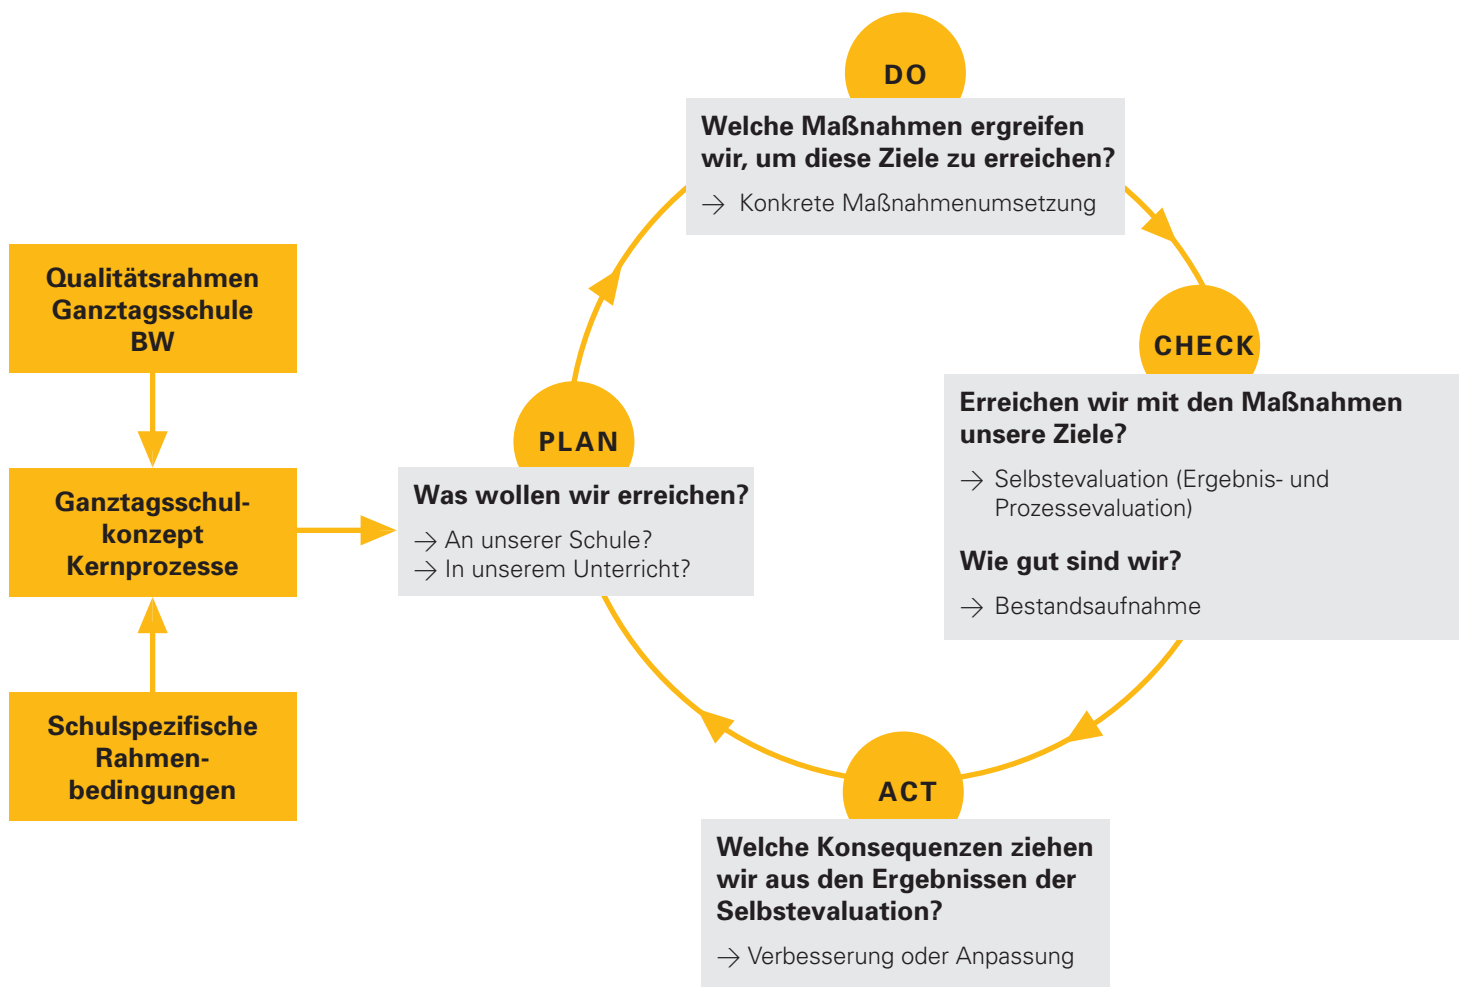 Qualitätsrahmen
Ganztagsschule
BW
Ganztagsschul-
konzept
Kernprozesse
Schulspezifische
Rahmen-
bedingungen
PLAN
Was wollen wir erreichen?
→ An unserer Schule?
→ In unserem Unterricht?
DO
Welche Maßnahmen ergreifen
wir, um diese Ziele zu erreichen?
→ Konkrete Maßnahmenumsetzung
CHECK
Erreichen wir mit den Maßnahmen
unsere Ziele?
→ Selbstevaluation (Ergebnis- und
Prozessevaluation)
Wie gut sind wir?
→ Bestandsaufnahme
ACT
Welche Konsequenzen ziehen
wir aus den Ergebnissen der
Selbstevaluation?
→ Verbesserung oder Anpassung